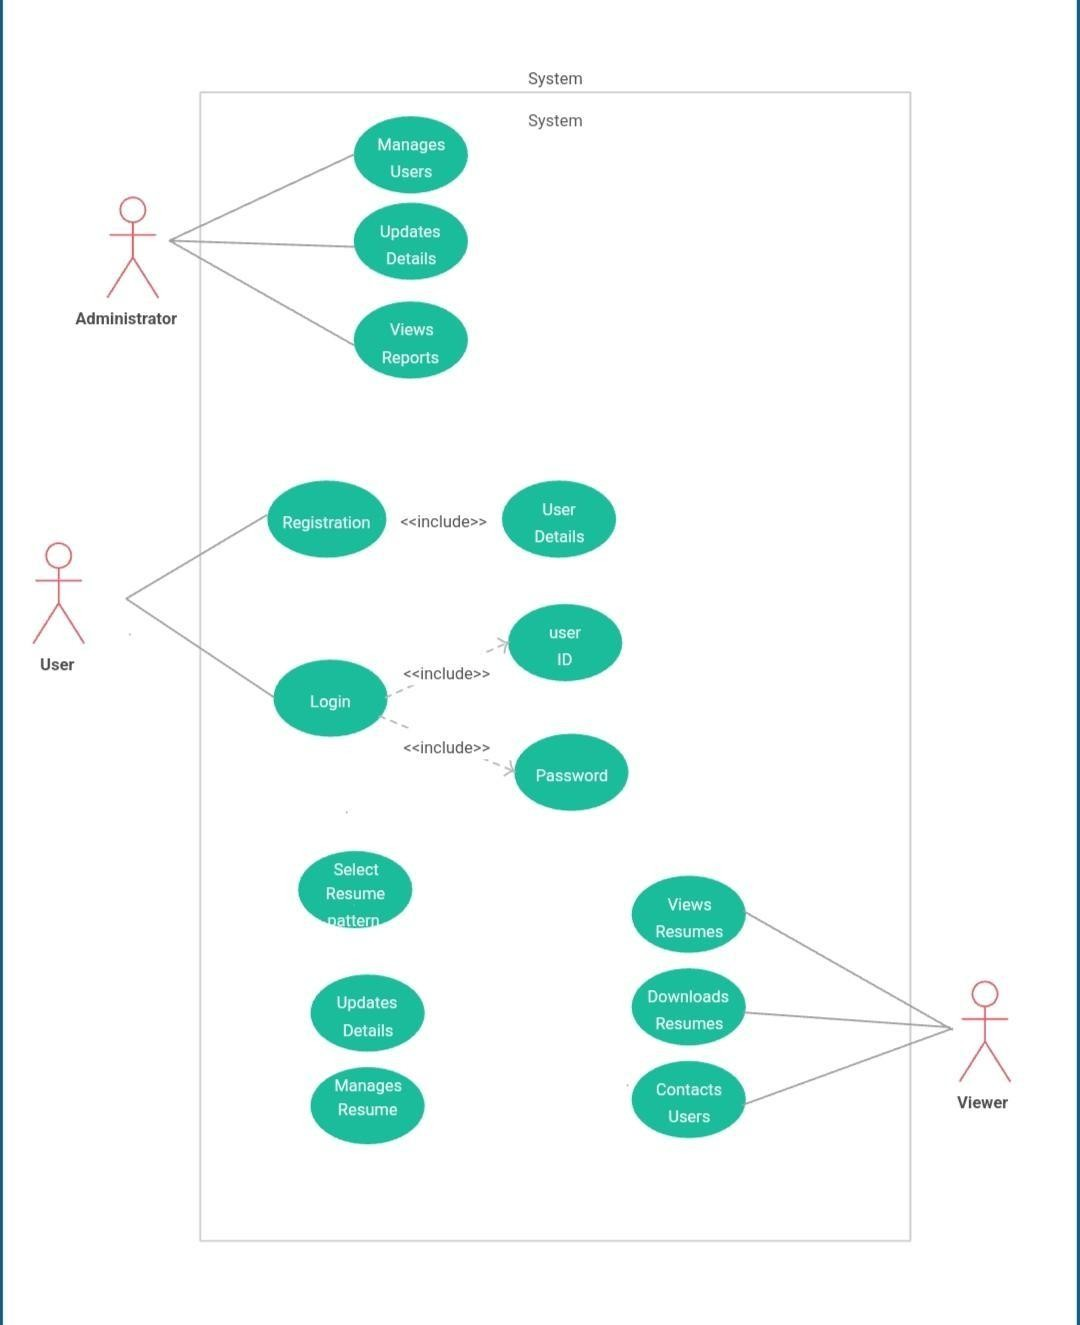 System
System
Manages
Users
Updates
Details
Views
Reports
Administrator
Registration
<<include>>
User
Details
User
user
ID
<<include>>
Login
<<include>>
Password
Select
Resume
pattern
Views
Resumes
Updates
Details
Downloads
Resumes
Manages
Resume
Contacts
Users
Viewer